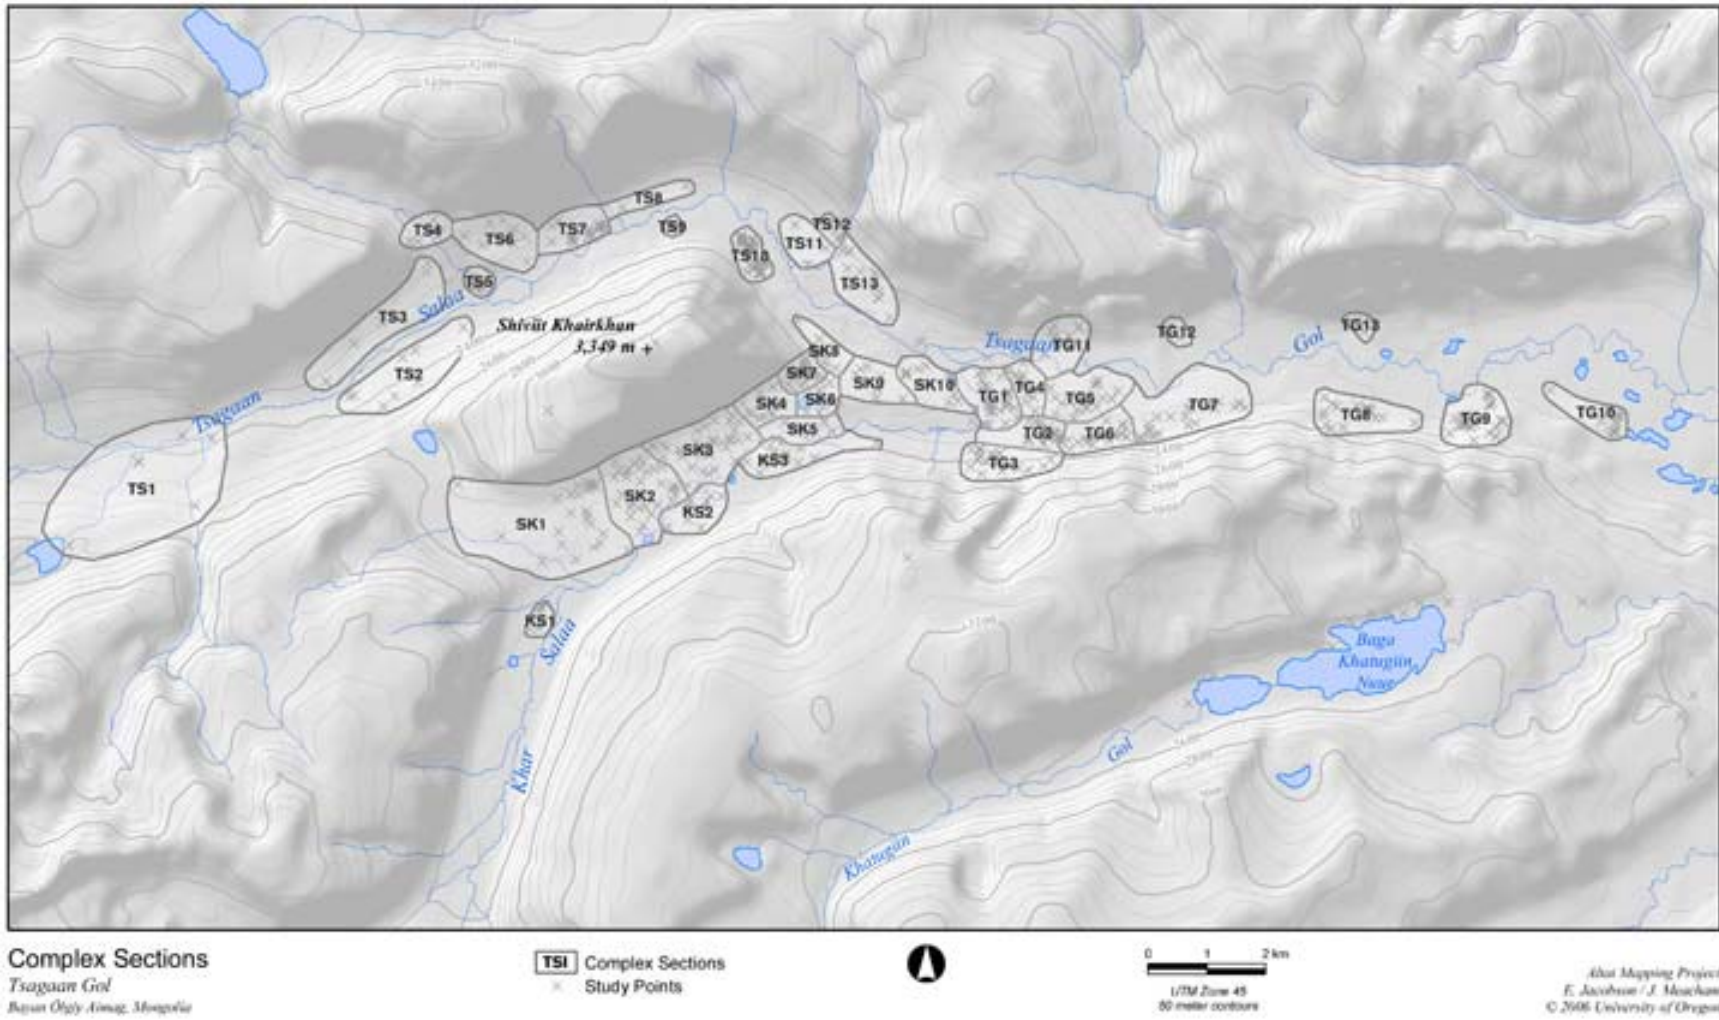 TS8
TS4
TS6
TS7
TS9
TS12
TS11
TS10
TS5
TS13
TS3
Salaa
Shiviit Khairkhan
3,349 m +
TS2
Tsagaan
TS1
Tsagaan
Gol
TG11
TG12
TG13
SK8
SK7
SK9
SK10
SK4
SK6
SK5
SK3
KS3
SK2
KS2
SK1
TG1
TG4
TG5
TG7
TG2
TG6
TG3
TG8
TG9
TG10
KS1
Salaa
Khar
Baga
Khatugiin
Nuur
Gol
Khatugiin
Complex Sections
Tsagaan Gol
Bayan Ölgiy Aimag, Mongolia
TS1 Complex Sections
× Study Points
0 1 2 km
UTM Zone 45
50 meter contours
Altai Mapping Project
E. Jacobson / J. Meacham
© 2006 University of Oregon